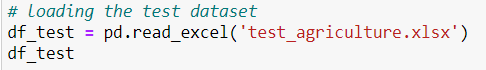 # loading the test dataset
df_test = pd.read_excel('test_agriculture.xlsx')
df_test